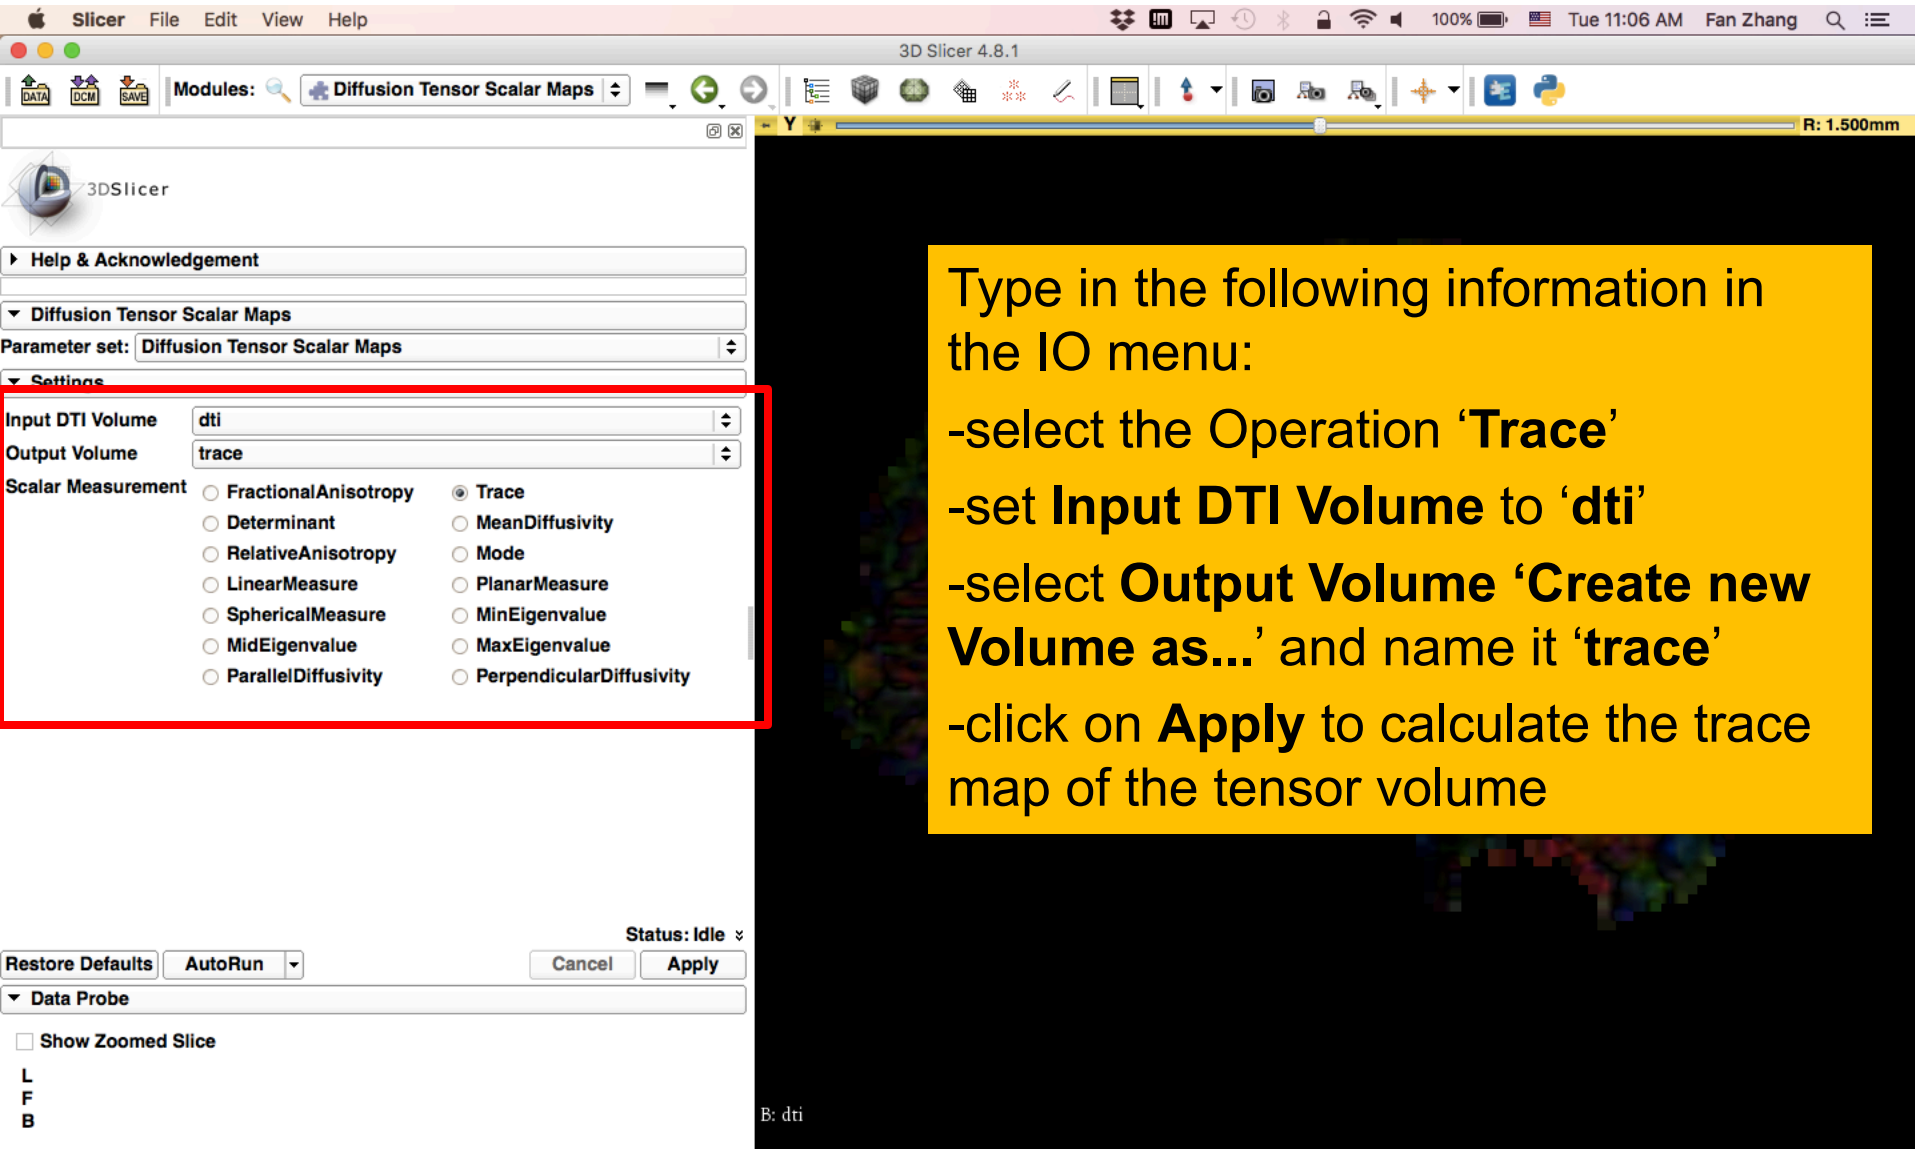 Slicer File Edit View Help 100% Tue 11:06 AM Fan Zhang
3D Slicer 4.8.1
DATA DCM SAVE Modules: Diffusion Tensor Scalar Maps
Y R: 1.500mm
3DSlicer
Help & Acknowledgement
Diffusion Tensor Scalar Maps
Parameter set: Diffusion Tensor Scalar Maps
Settings
Input DTI Volume dti
Output Volume trace
Scalar Measurement FractionalAnisotropy Trace
Determinant MeanDiffusivity
RelativeAnisotropy Mode
LinearMeasure PlanarMeasure
SphericalMeasure MinEigenvalue
MidEigenvalue MaxEigenvalue
ParallelDiffusivity PerpendicularDiffusivity
Status: Idle
Restore Defaults AutoRun Cancel Apply
Data Probe
Show Zoomed Slice
L
F
B
B: dti
Type in the following information in
the IO menu:
-select the Operation ‘Trace’
-set Input DTI Volume to ‘dti’
-select Output Volume ‘Create new
Volume as...’ and name it ‘trace’
-click on Apply to calculate the trace
map of the tensor volume